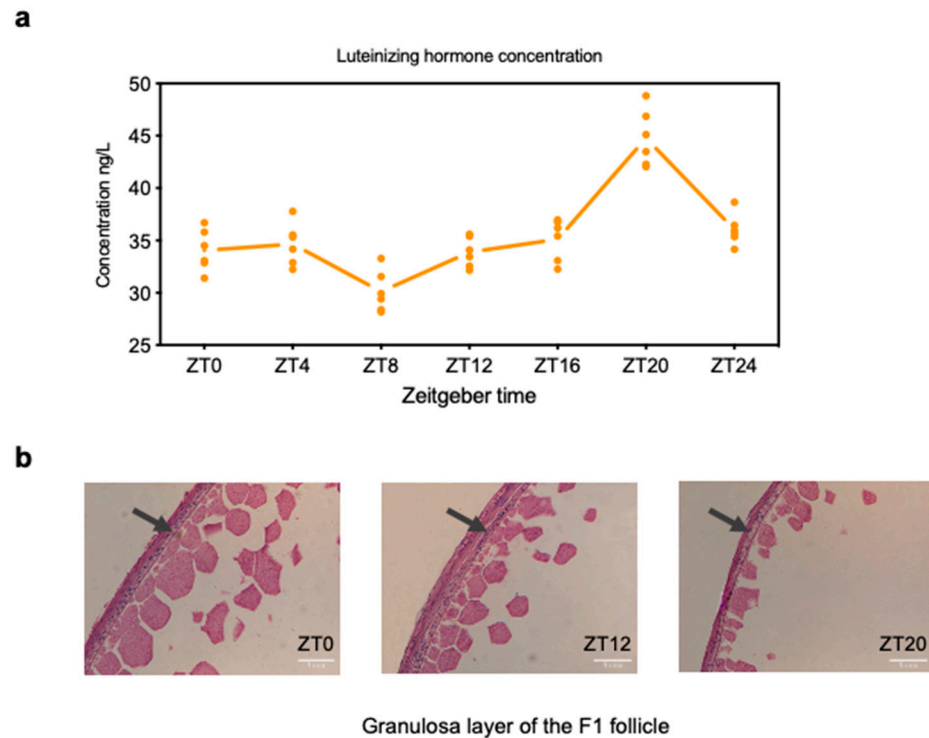 a
Luteinizing hormone concentration
Concentration ng/L
50
45
40
35
30
25
ZT0 ZT4 ZT8 ZT12 ZT16 ZT20 ZT24
Zeitgeber time
b
ZT0 ZT12 ZT20
Granulosa layer of the F1 follicle